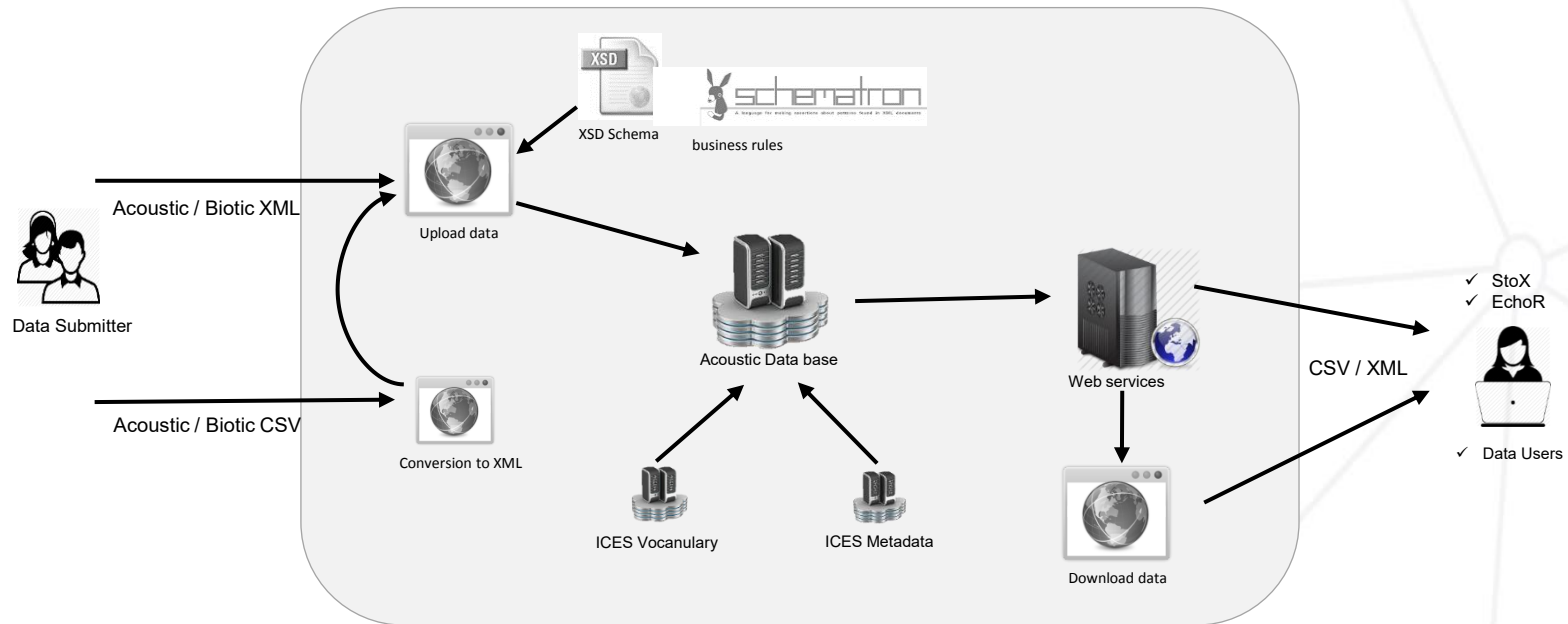 XSD
schematron
A language for making assertions about patterns found in XML documents
XSD Schema
business rules
Acoustic / Biotic XML
Upload data
Data Submitter
StoX
EchoR
Acoustic Data base
Web services
CSV / XML
Acoustic / Biotic CSV
Conversion to XML
Data Users
ICES Vocanulary
ICES Metadata
Download data